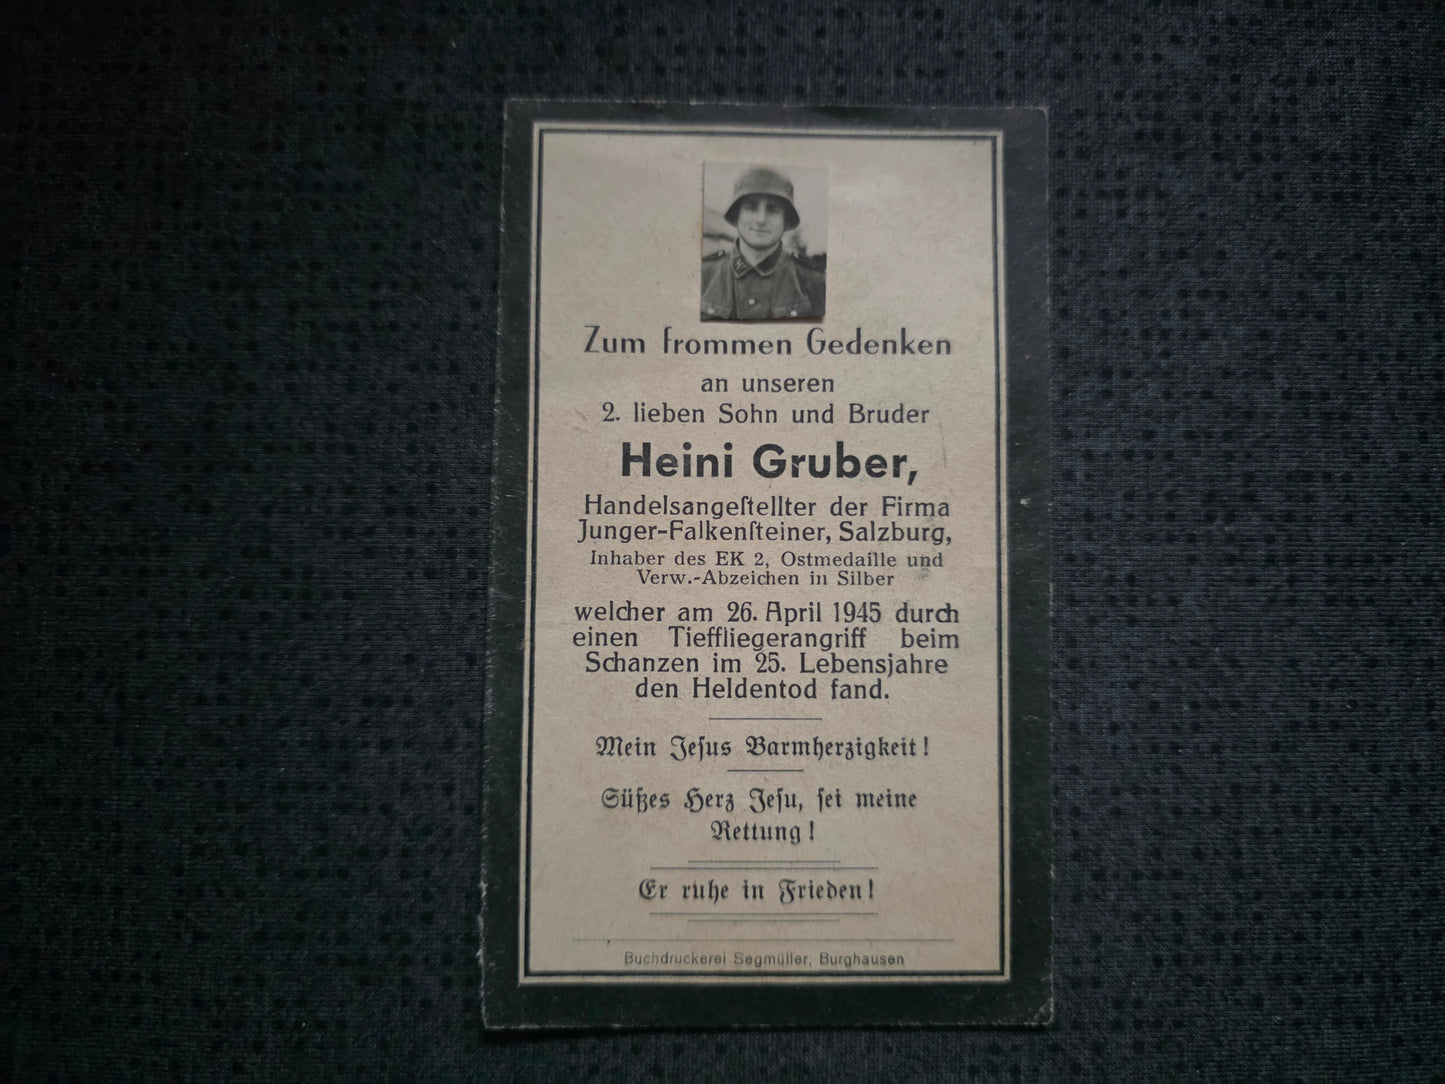 Zum frommen Gedenken
an unseren
2. lieben Sohn und Bruder
Heini Gruber,
Handelsangeſtellter der Firma
Junger-Falkenſteiner, Salzburg,
Inhaber des EK 2, Ostmedaille und
Verw.-Abzeichen in Silber
welcher am 26. April 1945 durch
einen Tieffliegerangriff beim
Schanzen im 25. Lebensjahre
den Heldentod fand.
Mein Jeſus Barmherzigkeit!
Süßes Herz Jeſu, ſei meine
Rettung!
Er ruhe in Frieden!
Buchdruckerei Segmüller, Burghausen